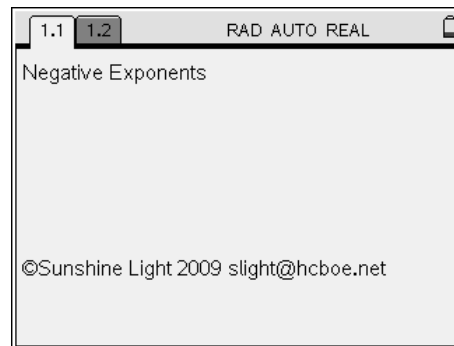 1.1 1.2 RAD AUTO REAL
Negative Exponents
©Sunshine Light 2009 slight@hcboe.net